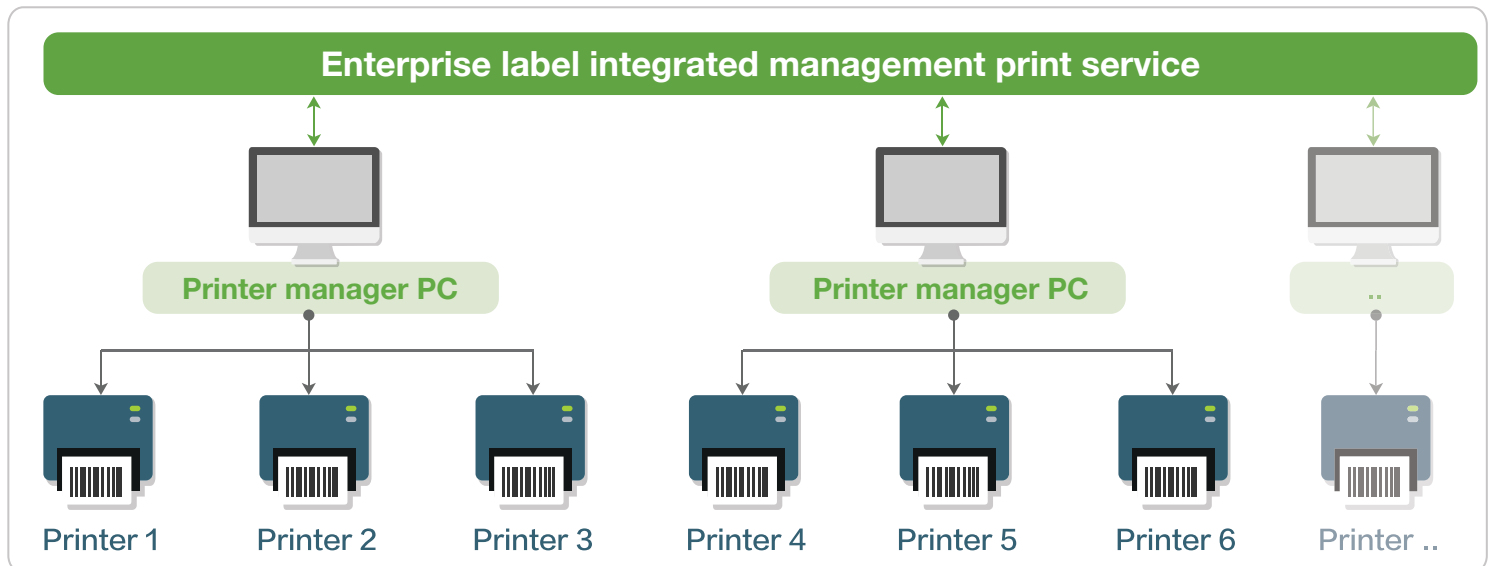 Enterprise label integrated management print service
Printer manager PC
Printer manager PC
..
Printer 1
Printer 2
Printer 3
Printer 4
Printer 5
Printer 6
Printer ..